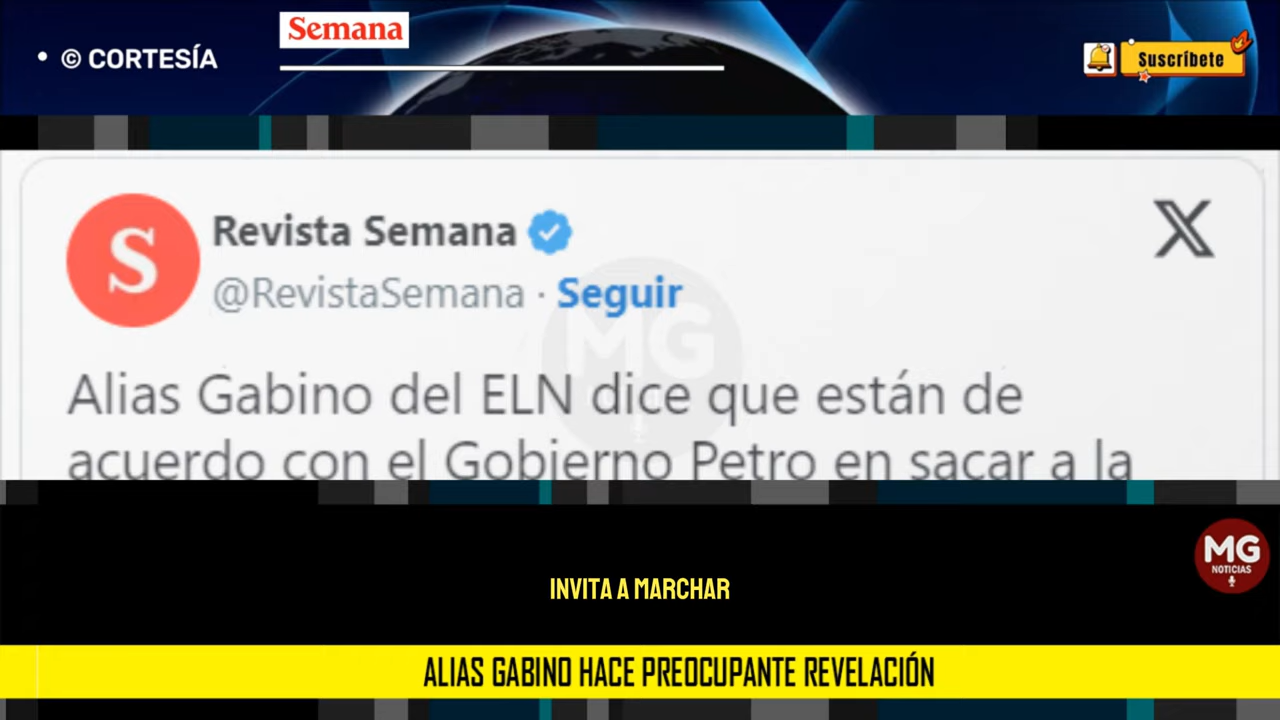 Semana
• © CORTESÍA
Suscríbete
S
Revista Semana
@RevistaSemana · Seguir
X
MG
Alias Gabino del ELN dice que están de
acuerdo con el Gobierno Petro en sacar a la
MG
NOTICIAS
INVITA A MARCHAR
ALIAS GABINO HACE PREOCUPANTE REVELACIÓN